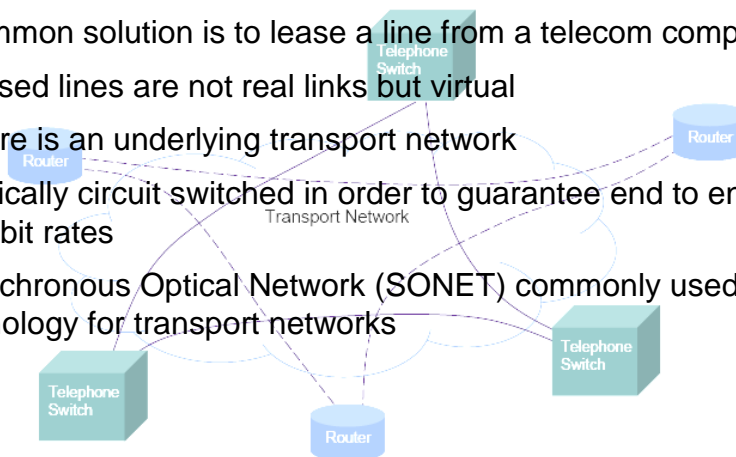 mmon solution is to lease a line from a telecom comp
Telephone
Switch
sed lines are not real links but virtual
re is an underlying transport network
Router
Router
ically circuit switched in order to guarantee end to en
Transport Network
bit rates
chronous Optical Network (SONET) commonly used
nology for transport networks
Telephone
Switch
Telephone
Switch
Router